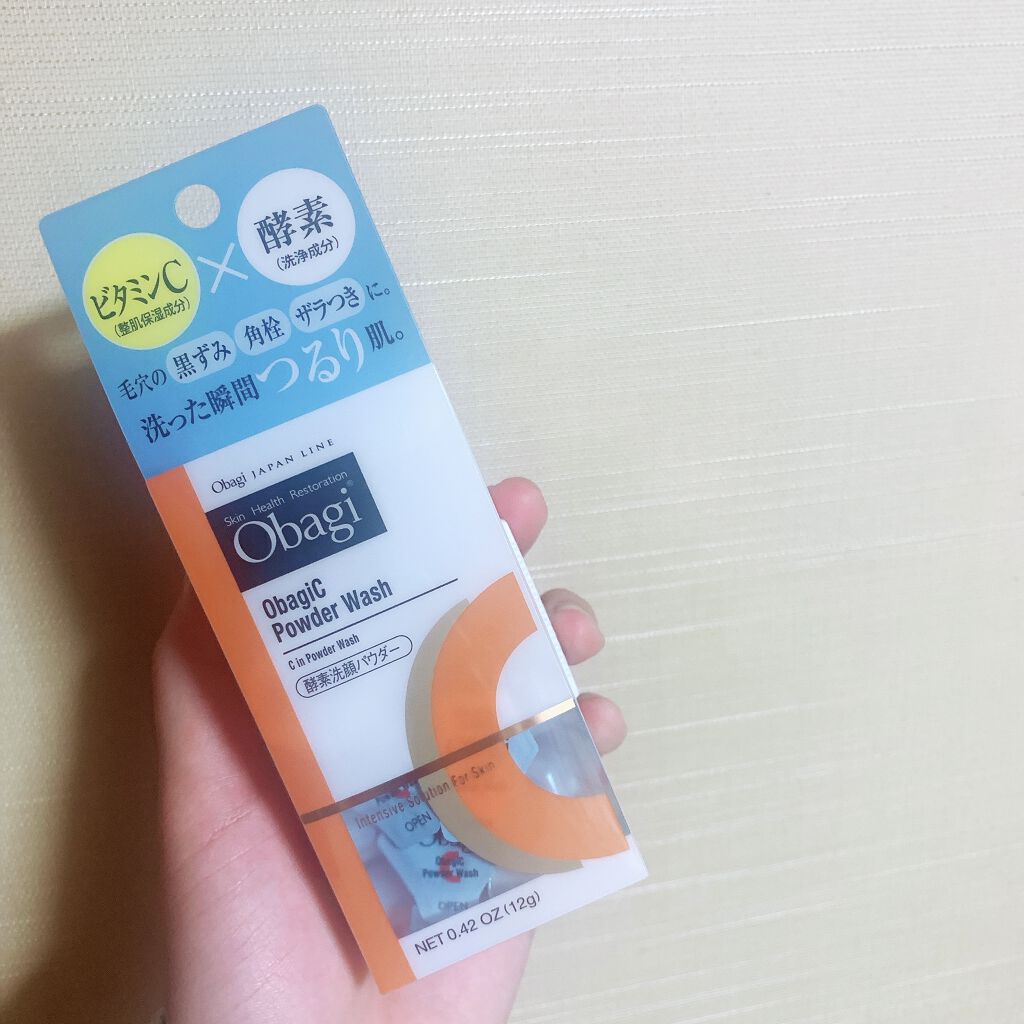 ビタミンC
(整肌保湿成分)
×
酵素
(洗浄成分)
毛穴の 黒ずみ 角栓 ザラつき に。
洗った瞬間つるり肌。
Obagi JAPAN LINE
Skin Health Restoration
Obagi®
ObagiC
Powder Wash
C in Powder Wash
酵素洗顔パウダー
Intensive Solution For Skin
OPEN
ObagiC
Powder Wash
OPEN
NET 0.42 OZ (12g)